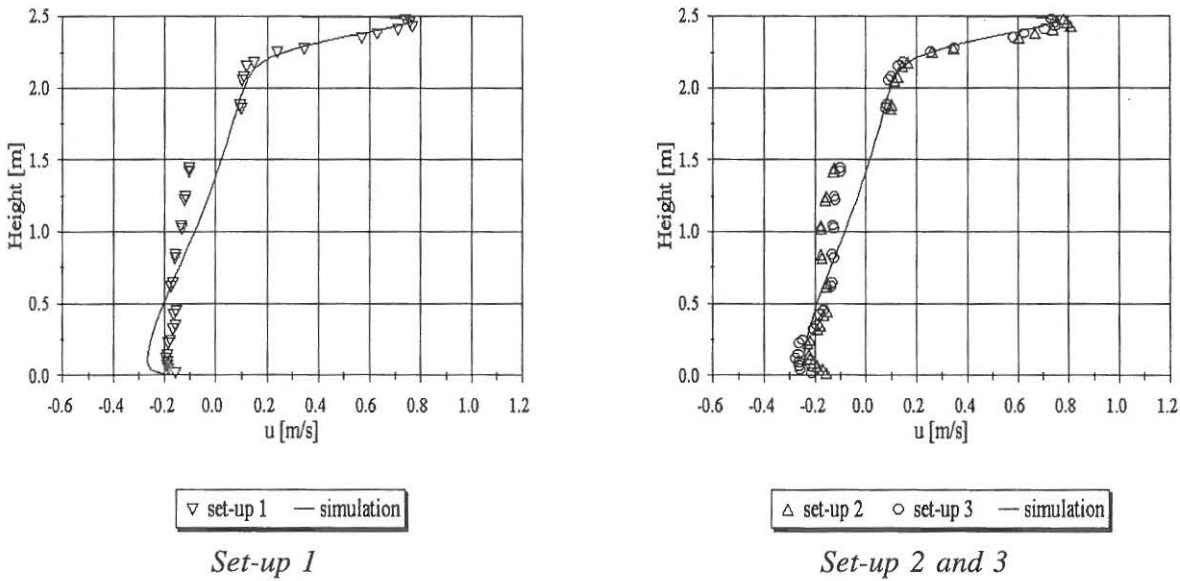 2.5
2.0
1.5
1.0
0.5
0.0
Height [m]
-0.6 -0.4 -0.2 0.0 0.2 0.4 0.6 0.8 1.0 1.2
u [m/s]
set-up 1 simulation
Set-up 1
2.5
2.0
1.5
1.0
0.5
0.0
Height [m]
-0.6 -0.4 -0.2 0.0 0.2 0.4 0.6 0.8 1.0 1.2
u [m/s]
set-up 2 set-up 3 simulation
Set-up 2 and 3